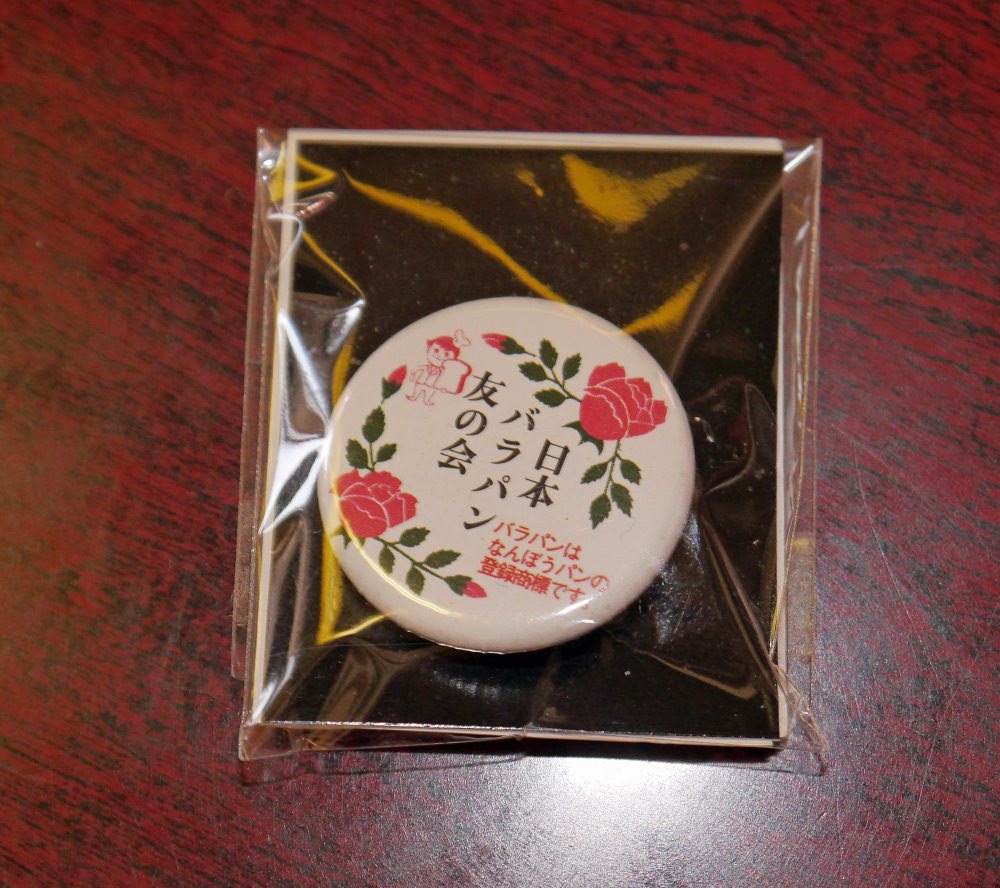 日本
バラパン
友の会
バラパンは
なんぽうパンの
登録商標です